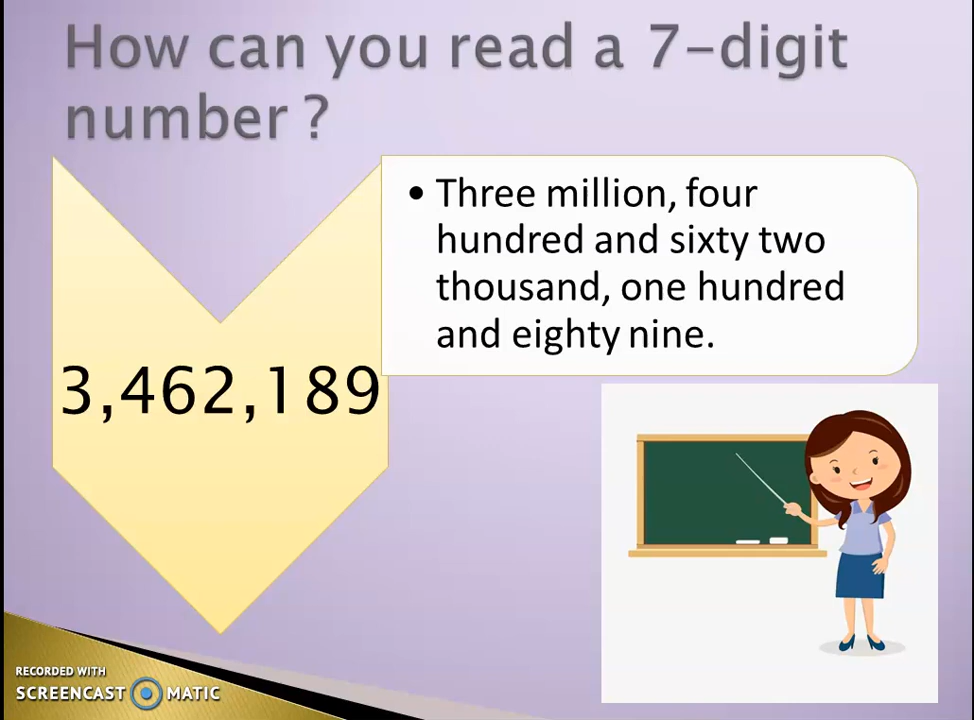 How can you read a 7-digit
number ?
• Three million, four
hundred and sixty two
thousand, one hundred
and eighty nine.
3,462,189
RECORDED WITH
SCREENCAST MATIC